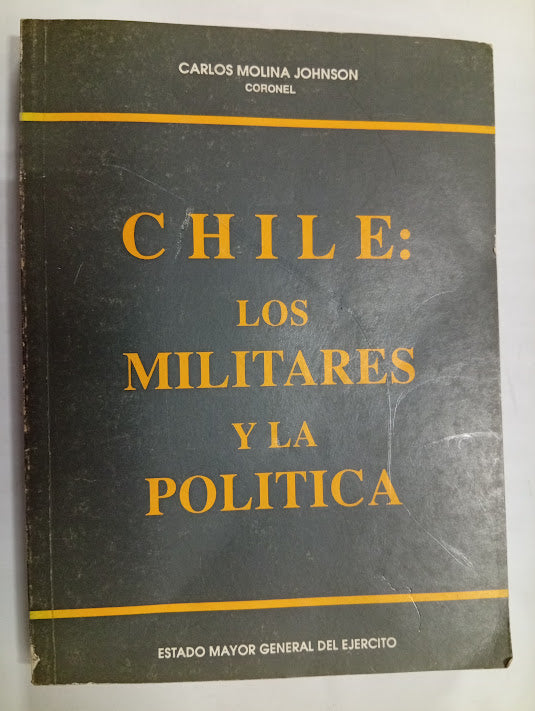 CARLOS MOLINA JOHNSON
CORONEL
CHILE:
LOS
MILITARES
Y LA
POLITICA
ESTADO MAYOR GENERAL DEL EJERCITO